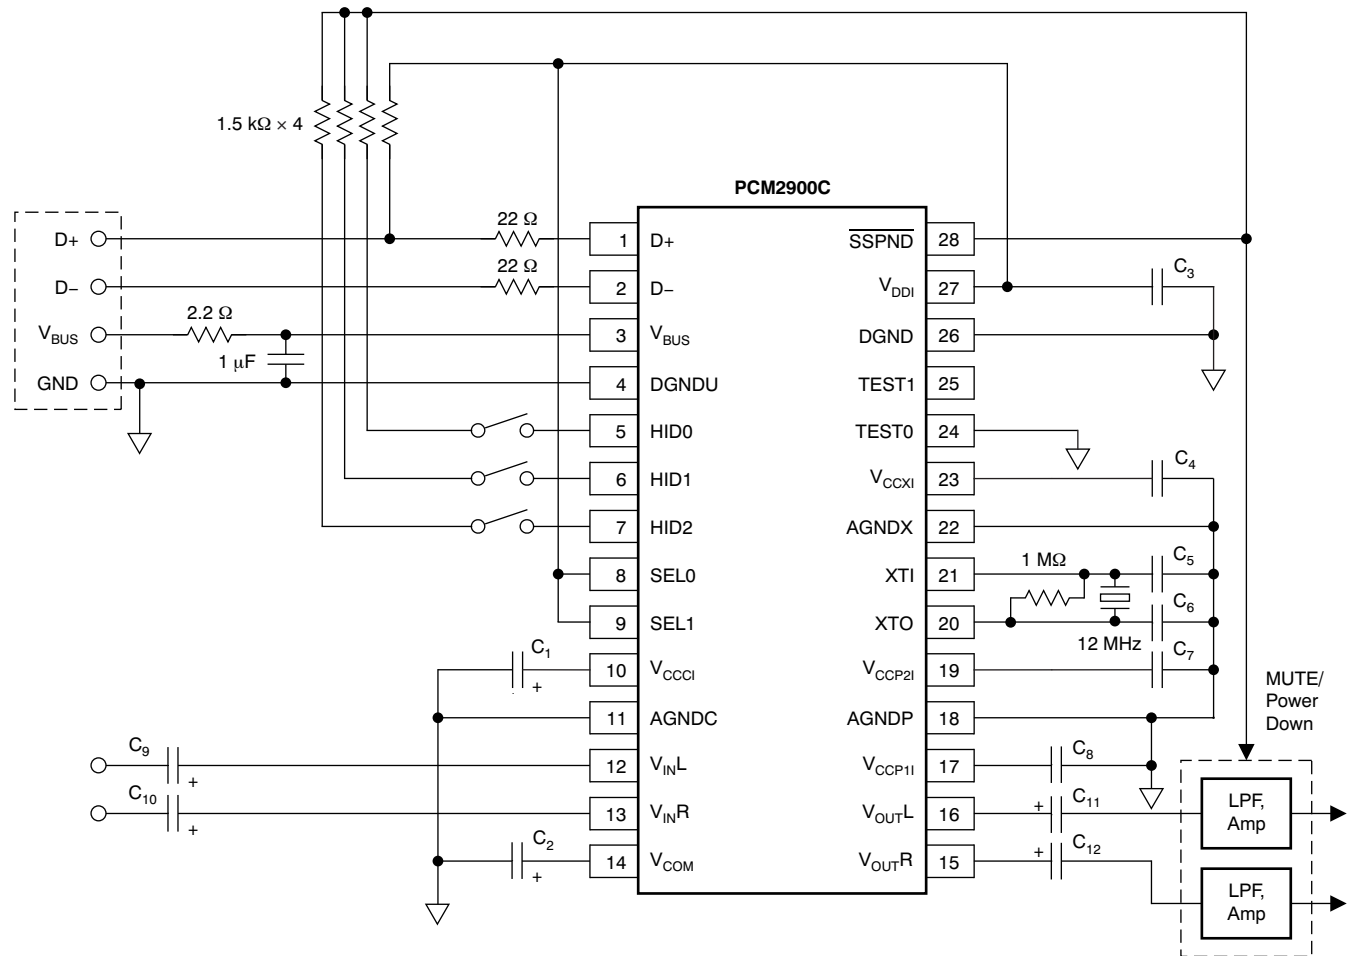 1.5 kΩ × 4
PCM2900C
D+
22 Ω
1 D+
SSPND 28
D−
22 Ω
2 D−
VDDI 27
C3
VBUS
2.2 Ω
3 VBUS
DGND 26
1 μF
GND
4 DGNDU
TEST1 25
5 HID0
TEST0 24
6 HID1
VCCXI 23
C4
7 HID2
AGNDX 22
8 SEL0
XTI 21
1 MΩ
C5
9 SEL1
XTO 20
12 MHz
C6
C1
+
10 VCCCI
VCCP2I 19
C7
11 AGNDC
AGNDP 18
MUTE/
Power
Down
C9
+
12 VINL
VCCP1I 17
C8
C10
+
13 VINR
VOUTL 16
+
C11
LPF,
Amp
C2
+
14 VCOM
VOUTR 15
+
C12
LPF,
Amp